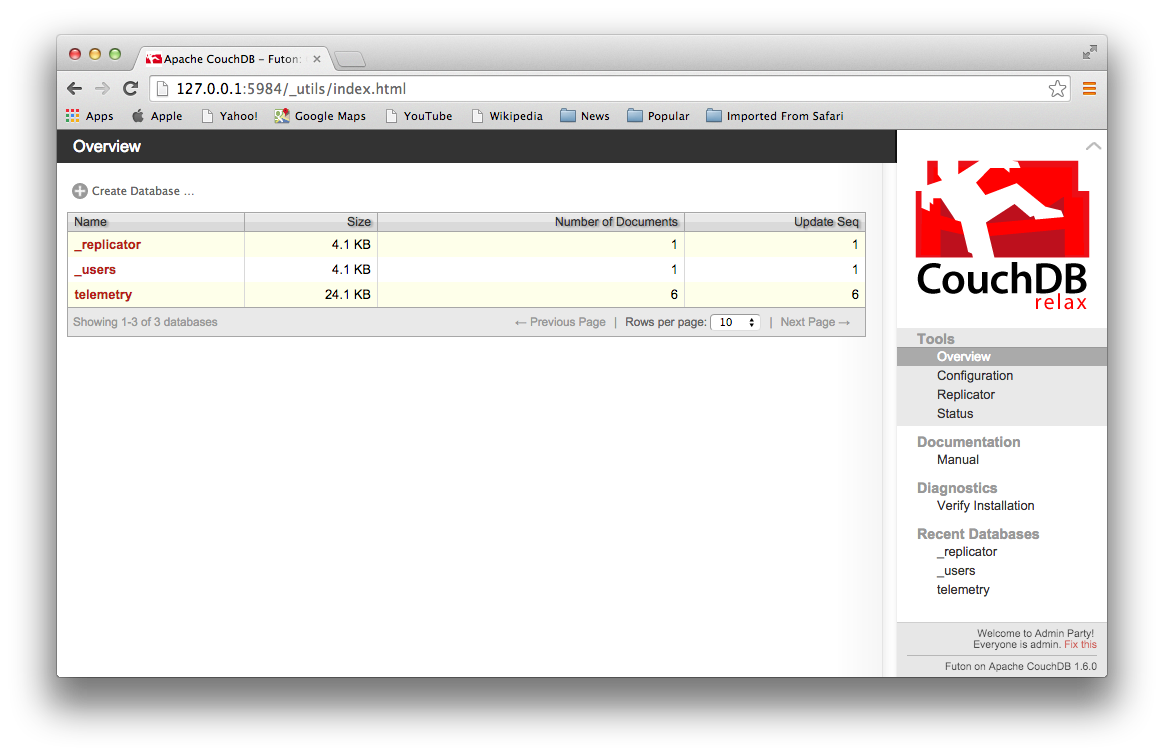 Apache CouchDB - Futon:
127.0.0.1:5984/_utils/index.html
Apps Apple Yahoo! Google Maps YouTube Wikipedia News Popular Imported From Safari
Overview
Create Database ...
Name Size Number of Documents Update Seq
_replicator 4.1 KB 1 1
_users 4.1 KB 1 1
telemetry 24.1 KB 6 6
Showing 1-3 of 3 databases ← Previous Page | Rows per page: 10 | Next Page →
CouchDB
relax
Tools
Overview
Configuration
Replicator
Status
Documentation
Manual
Diagnostics
Verify Installation
Recent Databases
_replicator
_users
telemetry
Welcome to Admin Party!
Everyone is admin. Fix this
Futon on Apache CouchDB 1.6.0